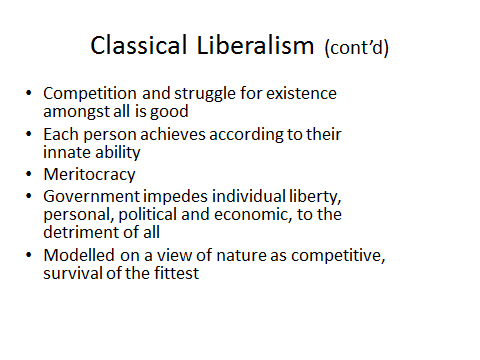 Classical Liberalism (cont’d)
• Competition and struggle for existence
amongst all is good
• Each person achieves according to their
innate ability
• Meritocracy
• Government impedes individual liberty,
personal, political and economic, to the
detriment of all
• Modelled on a view of nature as competitive,
survival of the fittest